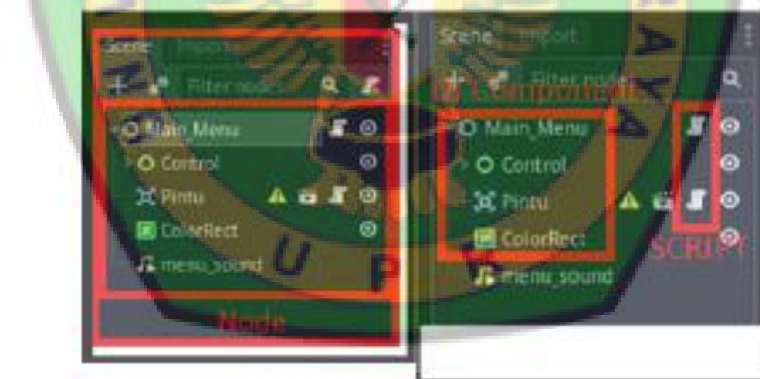 Scene Import
Filter nodes
Main_Menu
Control
Pintu
ColorRect
menu_sound
Node
Scene Import
Filter nodes
Component
Main_Menu
Control
Pintu
ColorRect
SCRIPT
menu_sound
U P
RAYA